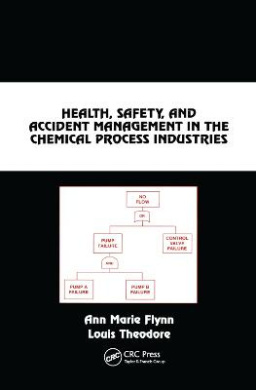 HEALTH, SAFETY, AND
ACCIDENT MANAGEMENT IN THE
CHEMICAL PROCESS INDUSTRIES
NO
FLOW
OR
PUMP
FAILURE
CONTROL
VALVE
FAILURE
AND
PUMP A
FAILURE
PUMP B
FAILURE
Ann Marie Flynn
Louis Theodore
CRC
CRC Press
Taylor & Francis Group